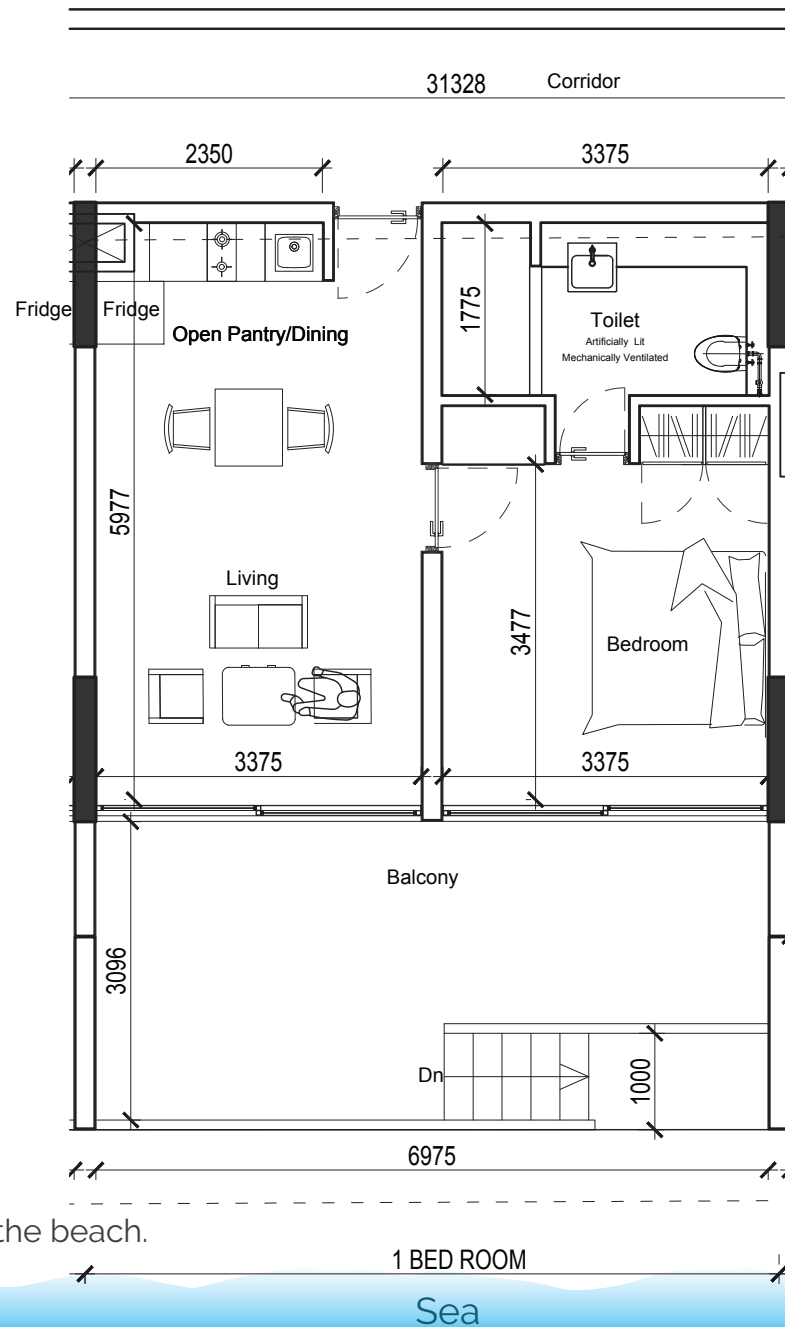 31328 Corridor
2350 3375
Fridge Fridge
Open Pantry/Dining
1775
Toilet
Artificially Lit
Mechanically Ventilated
5977
Living
3477
Bedroom
3375 3375
Balcony
3096
Dn
1000
6975
the beach.
1 BED ROOM
Sea